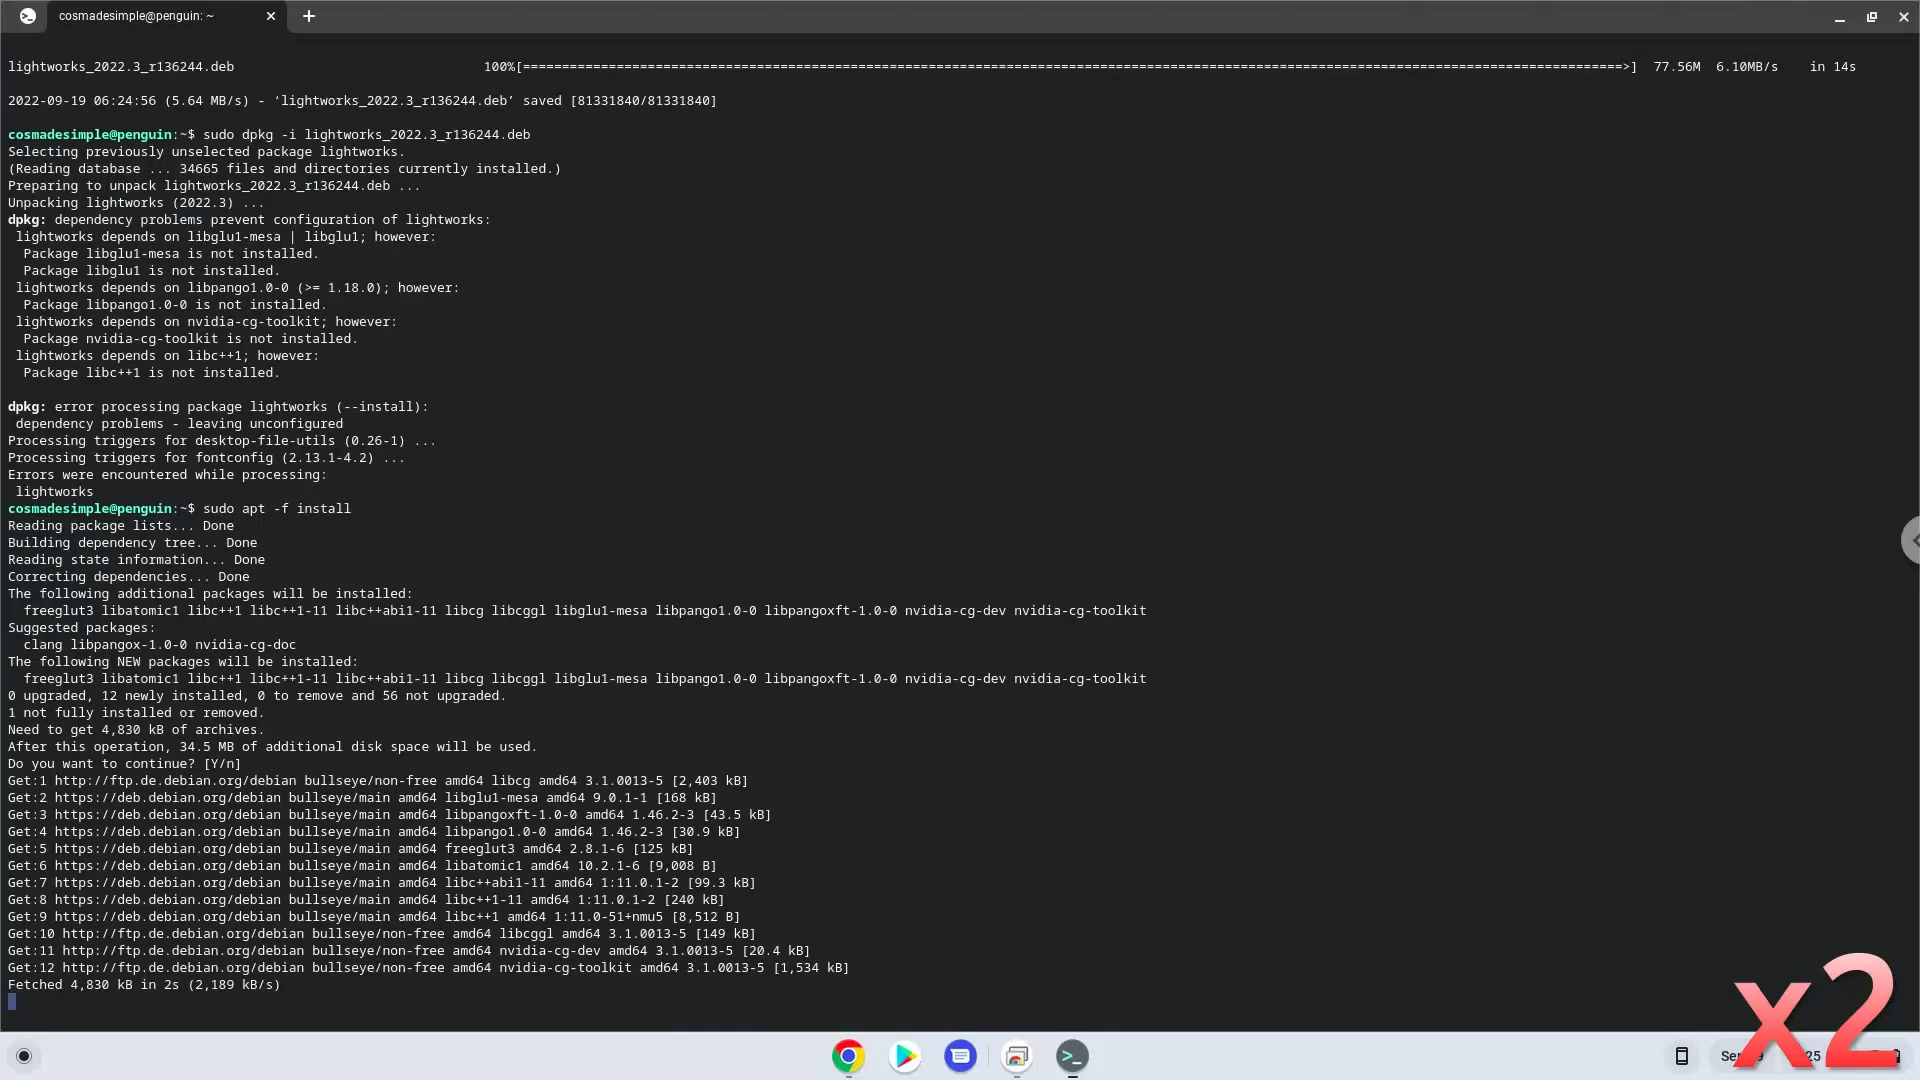 cosmadesimple@penguin: ~
lightworks_2022.3_r136244.deb 100%[=============================================================================================================================================>] 77.56M 6.10MB/s in 14s
2022-09-19 06:24:56 (5.64 MB/s) - ‘lightworks_2022.3_r136244.deb’ saved [81331840/81331840]
cosmadesimple@penguin:~$ sudo dpkg -i lightworks_2022.3_r136244.deb
Selecting previously unselected package lightworks.
(Reading database ... 34665 files and directories currently installed.)
Preparing to unpack lightworks_2022.3_r136244.deb ...
Unpacking lightworks (2022.3) ...
dpkg: dependency problems prevent configuration of lightworks:
lightworks depends on libglu1-mesa | libglu1; however:
Package libglu1-mesa is not installed.
Package libglu1 is not installed.
lightworks depends on libpango1.0-0 (>= 1.18.0); however:
Package libpango1.0-0 is not installed.
lightworks depends on nvidia-cg-toolkit; however:
Package nvidia-cg-toolkit is not installed.
lightworks depends on libc++1; however:
Package libc++1 is not installed.
dpkg: error processing package lightworks (--install):
dependency problems - leaving unconfigured
Processing triggers for desktop-file-utils (0.26-1) ...
Processing triggers for fontconfig (2.13.1-4.2) ...
Errors were encountered while processing:
lightworks
cosmadesimple@penguin:~$ sudo apt -f install
Reading package lists... Done
Building dependency tree... Done
Reading state information... Done
Correcting dependencies... Done
The following additional packages will be installed:
freeglut3 libatomic1 libc++1 libc++1-11 libc++abi1-11 libcg libcggl libglu1-mesa libpango1.0-0 libpangoxft-1.0-0 nvidia-cg-dev nvidia-cg-toolkit
Suggested packages:
clang libpangox-1.0-0 nvidia-cg-doc
The following NEW packages will be installed:
freeglut3 libatomic1 libc++1 libc++1-11 libc++abi1-11 libcg libcggl libglu1-mesa libpango1.0-0 libpangoxft-1.0-0 nvidia-cg-dev nvidia-cg-toolkit
0 upgraded, 12 newly installed, 0 to remove and 56 not upgraded.
1 not fully installed or removed.
Need to get 4,830 kB of archives.
After this operation, 34.5 MB of additional disk space will be used.
Do you want to continue? [Y/n]
Get:1 http://ftp.de.debian.org/debian bullseye/non-free amd64 libcg amd64 3.1.0013-5 [2,403 kB]
Get:2 https://deb.debian.org/debian bullseye/main amd64 libglu1-mesa amd64 9.0.1-1 [168 kB]
Get:3 https://deb.debian.org/debian bullseye/main amd64 libpangoxft-1.0-0 amd64 1.46.2-3 [43.5 kB]
Get:4 https://deb.debian.org/debian bullseye/main amd64 libpango1.0-0 amd64 1.46.2-3 [30.9 kB]
Get:5 https://deb.debian.org/debian bullseye/main amd64 freeglut3 amd64 2.8.1-6 [125 kB]
Get:6 https://deb.debian.org/debian bullseye/main amd64 libatomic1 amd64 10.2.1-6 [9,008 B]
Get:7 https://deb.debian.org/debian bullseye/main amd64 libc++abi1-11 amd64 1:11.0.1-2 [99.3 kB]
Get:8 https://deb.debian.org/debian bullseye/main amd64 libc++1-11 amd64 1:11.0.1-2 [240 kB]
Get:9 https://deb.debian.org/debian bullseye/main amd64 libc++1 amd64 1:11.0-51+nmu5 [8,512 B]
Get:10 http://ftp.de.debian.org/debian bullseye/non-free amd64 libcggl amd64 3.1.0013-5 [149 kB]
Get:11 http://ftp.de.debian.org/debian bullseye/non-free amd64 nvidia-cg-dev amd64 3.1.0013-5 [20.4 kB]
Get:12 http://ftp.de.debian.org/debian bullseye/non-free amd64 nvidia-cg-toolkit amd64 3.1.0013-5 [1,534 kB]
Fetched 4,830 kB in 2s (2,189 kB/s)
x2